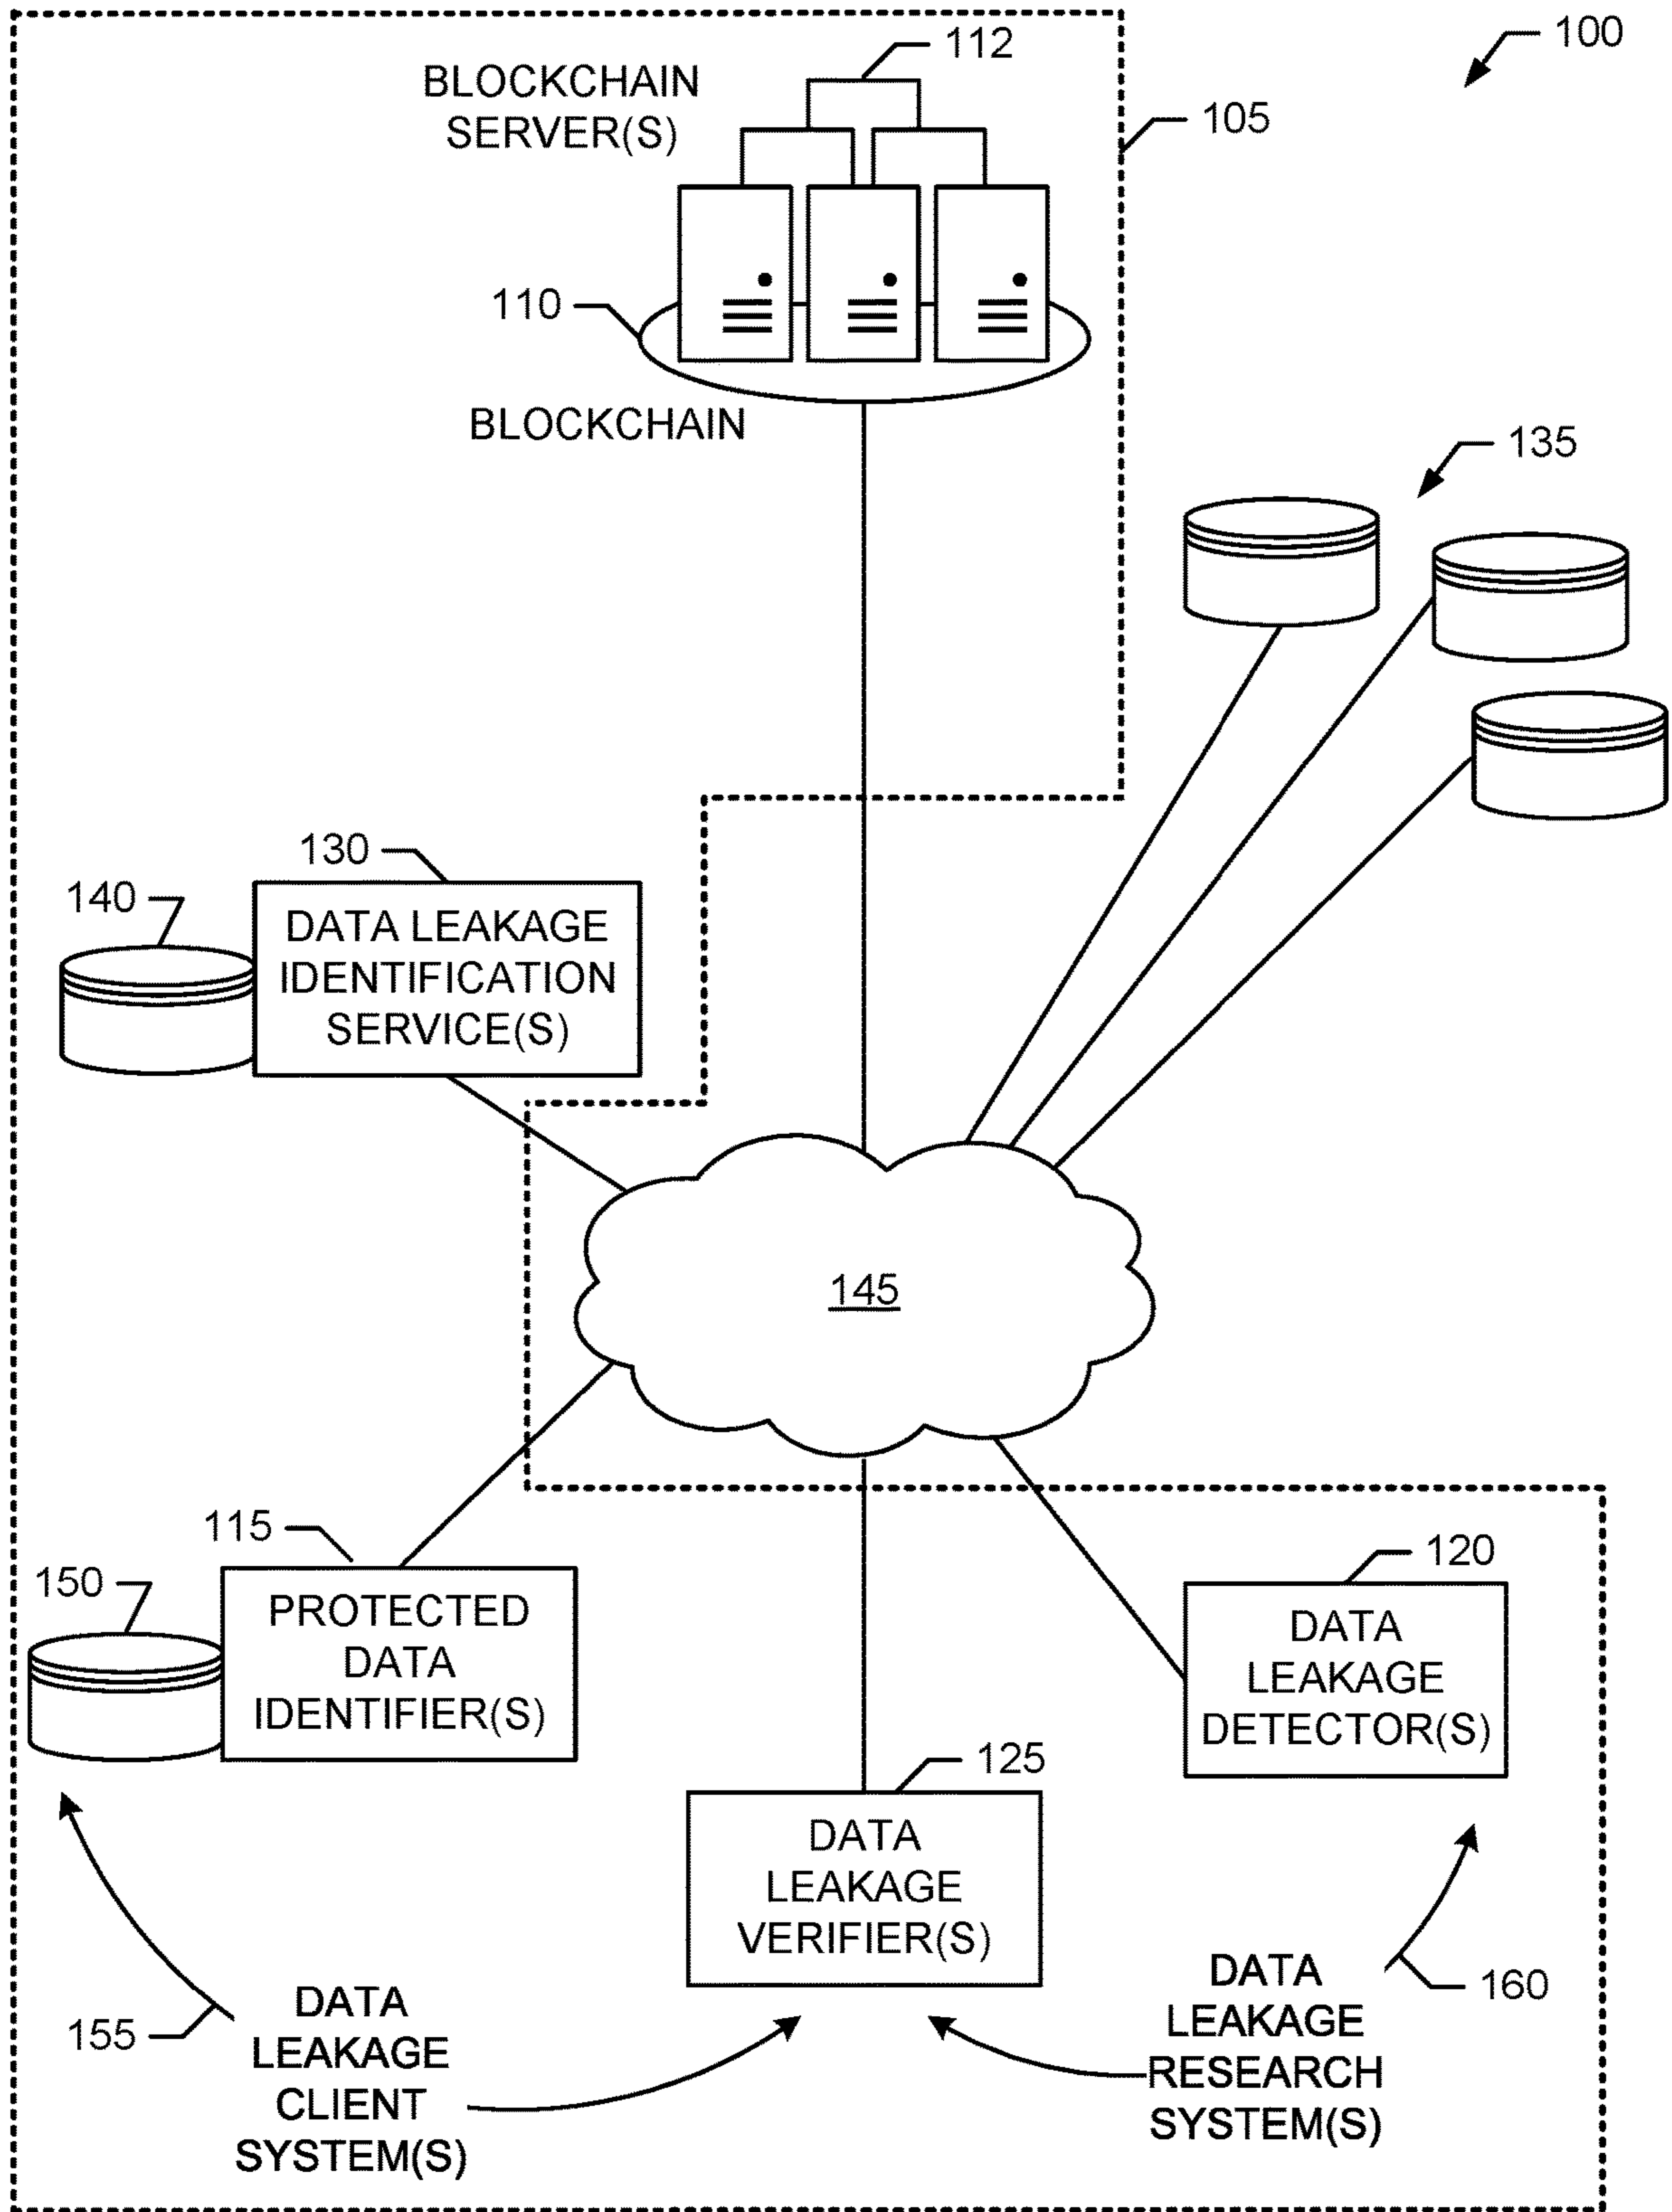 100
112
BLOCKCHAIN
SERVER(S)
105
110
BLOCKCHAIN
135
130
140
DATA LEAKAGE
IDENTIFICATION
SERVICE(S)
145
115
150
PROTECTED
DATA
IDENTIFIER(S)
120
DATA
LEAKAGE
DETECTOR(S)
125
DATA
LEAKAGE
VERIFIER(S)
155
DATA
LEAKAGE
CLIENT
SYSTEM(S)
160
DATA
LEAKAGE
RESEARCH
SYSTEM(S)